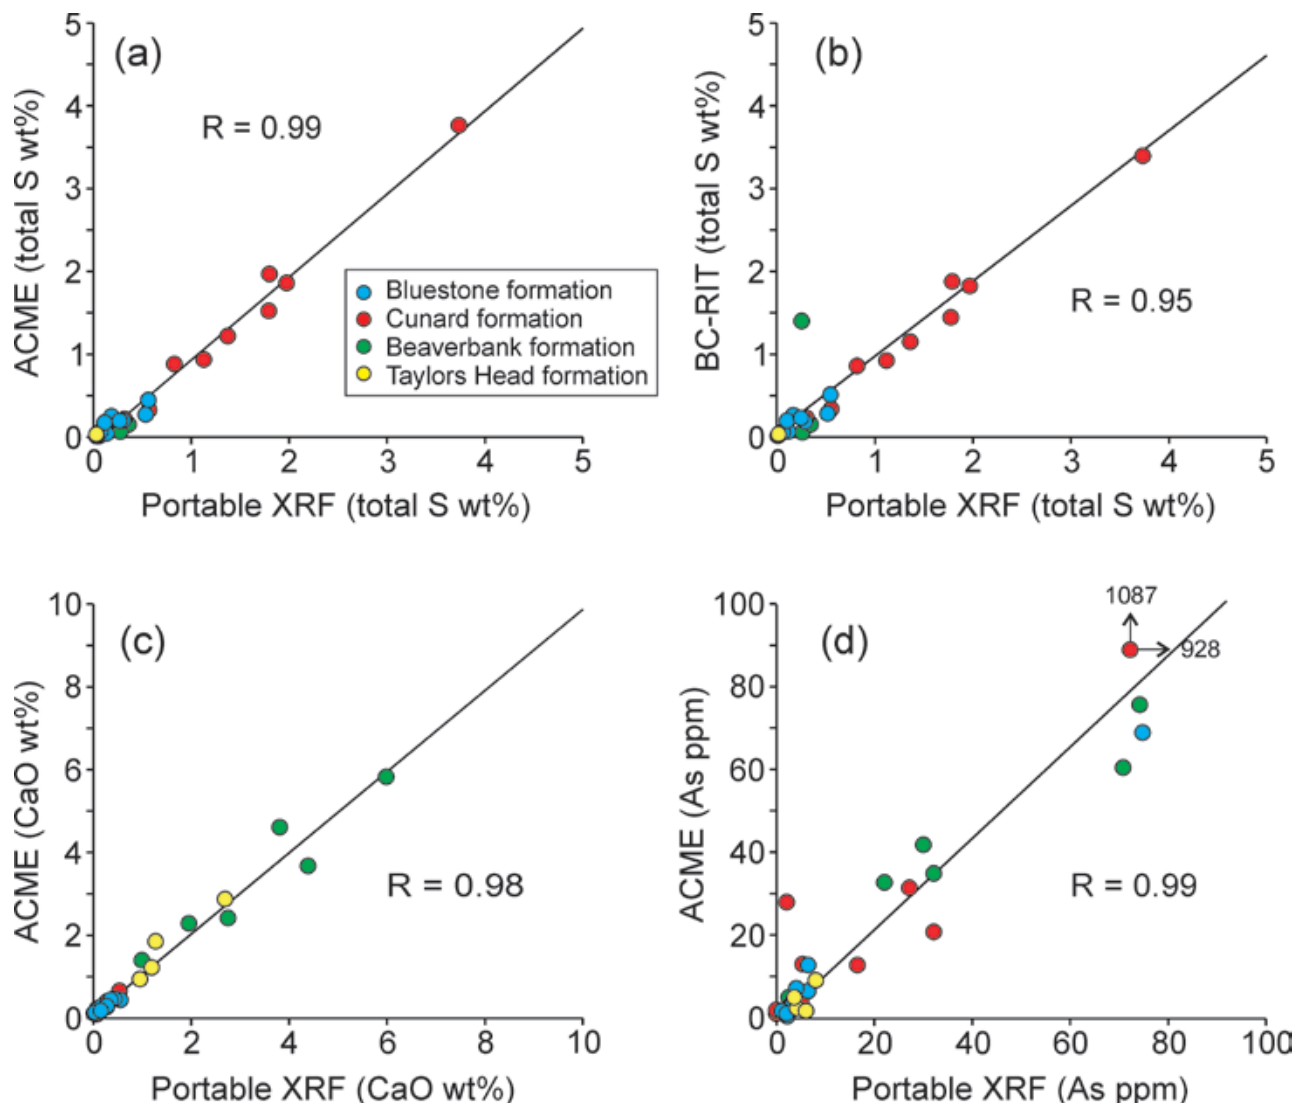 (a)
R = 0.99
5
4
3
2
1
0
0
1
2
3
4
5
ACME (total S wt%)
Portable XRF (total S wt%)
Bluestone formation
Cunard formation
Beaverbank formation
Taylors Head formation
(b)
R = 0.95
5
4
3
2
1
0
0
1
2
3
4
5
BC-RIT (total S wt%)
Portable XRF (total S wt%)
(c)
R = 0.98
10
8
6
4
2
0
0
2
4
6
8
10
ACME (CaO wt%)
Portable XRF (CaO wt%)
(d)
1087
928
R = 0.99
100
80
60
40
20
0
0
20
40
60
80
100
ACME (As ppm)
Portable XRF (As ppm)